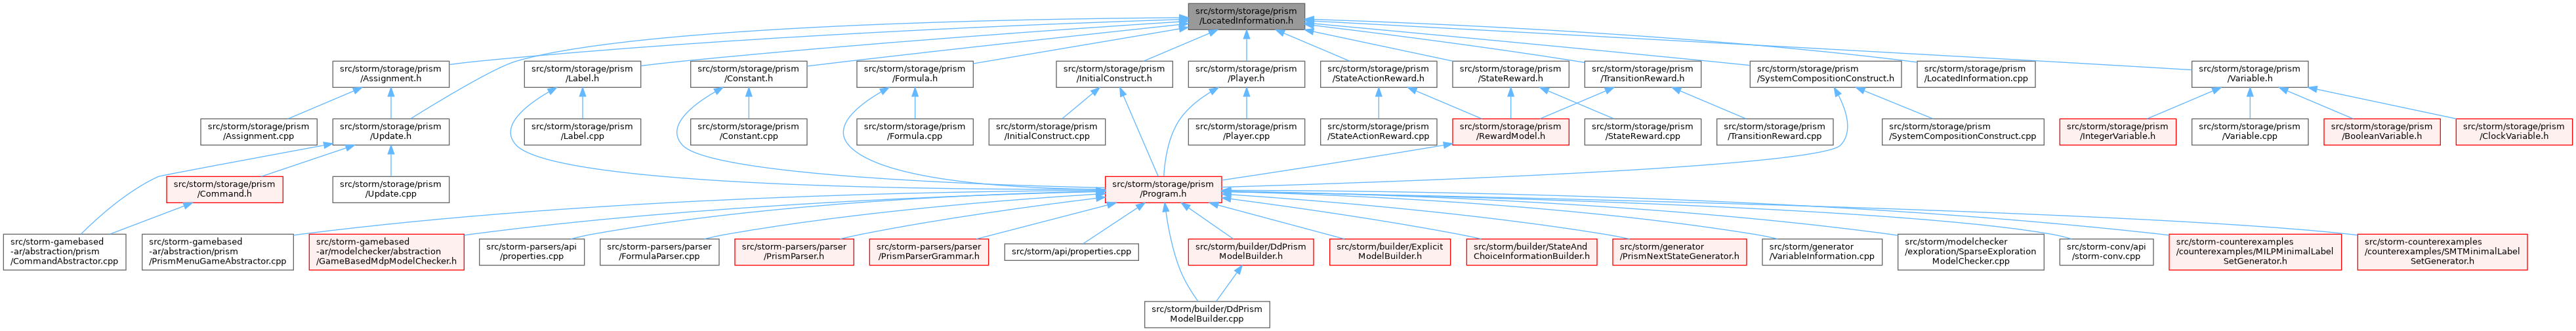 src/storm/storage/prism
/LocatedInformation.h
src/storm/storage/prism
/Assignment.h
src/storm/storage/prism
/Label.h
src/storm/storage/prism
/Constant.h
src/storm/storage/prism
/Formula.h
src/storm/storage/prism
/InitialConstruct.h
src/storm/storage/prism
/Player.h
src/storm/storage/prism
/StateActionReward.h
src/storm/storage/prism
/StateReward.h
src/storm/storage/prism
/TransitionReward.h
src/storm/storage/prism
/SystemCompositionConstruct.h
src/storm/storage/prism
/LocatedInformation.cpp
src/storm/storage/prism
/Variable.h
src/storm/storage/prism
/Assignment.cpp
src/storm/storage/prism
/Update.h
src/storm/storage/prism
/Label.cpp
src/storm/storage/prism
/Constant.cpp
src/storm/storage/prism
/Formula.cpp
src/storm/storage/prism
/InitialConstruct.cpp
src/storm/storage/prism
/Player.cpp
src/storm/storage/prism
/StateActionReward.cpp
src/storm/storage/prism
/RewardModel.h
src/storm/storage/prism
/StateReward.cpp
src/storm/storage/prism
/TransitionReward.cpp
src/storm/storage/prism
/SystemCompositionConstruct.cpp
src/storm/storage/prism
/IntegerVariable.h
src/storm/storage/prism
/Variable.cpp
src/storm/storage/prism
/BooleanVariable.h
src/storm/storage/prism
/ClockVariable.h
src/storm/storage/prism
/Command.h
src/storm/storage/prism
/Update.cpp
src/storm/storage/prism
/Program.h
src/storm-gamebased
-ar/abstraction/prism
/CommandAbstractor.cpp
src/storm-gamebased
-ar/abstraction/prism
/PrismMenuGameAbstractor.cpp
src/storm-gamebased
-ar/modelchecker/abstraction
/GameBasedMdpModelChecker.h
src/storm-parsers/api
/properties.cpp
src/storm-parsers/parser
/FormulaParser.cpp
src/storm-parsers/parser
/PrismParser.h
src/storm-parsers/parser
/PrismParserGrammar.h
src/storm/api/properties.cpp
src/storm/builder/DdPrism
ModelBuilder.h
src/storm/builder/Explicit
ModelBuilder.h
src/storm/builder/StateAnd
ChoiceInformationBuilder.h
src/storm/generator
/PrismNextStateGenerator.h
src/storm/generator
/VariableInformation.cpp
src/storm/modelchecker
/exploration/SparseExploration
ModelChecker.cpp
src/storm-conv/api
/storm-conv.cpp
src/storm-counterexamples
/counterexamples/MILPMinimalLabel
SetGenerator.h
src/storm-counterexamples
/counterexamples/SMTMinimalLabel
SetGenerator.h
src/storm/builder/DdPrism
ModelBuilder.cpp